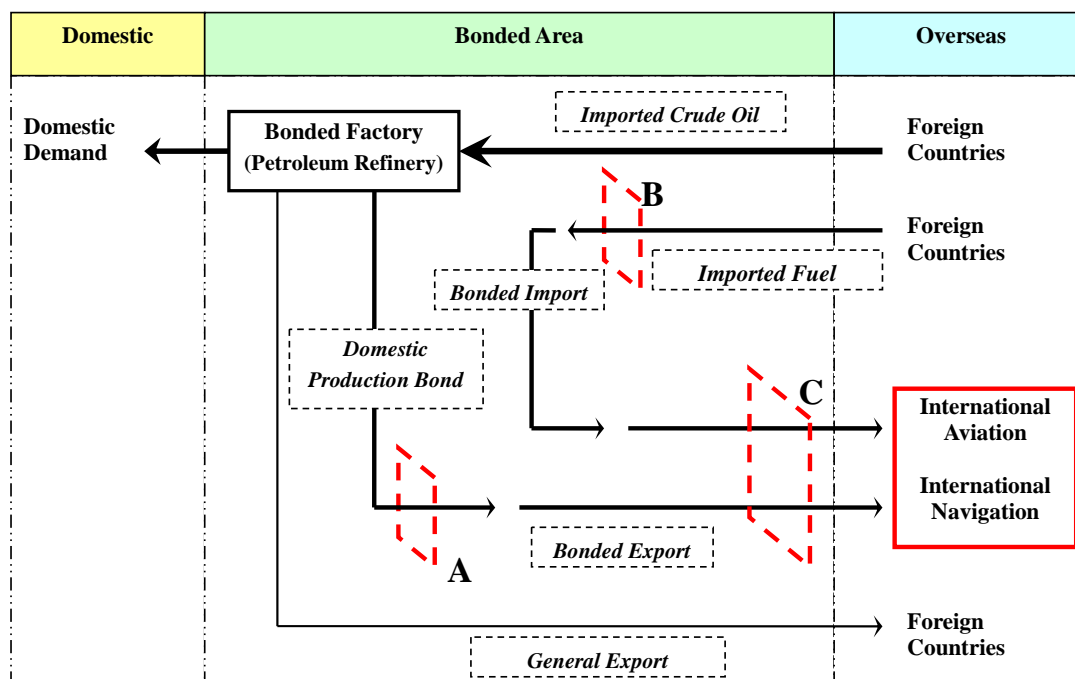 Domestic
Bonded Area
Overseas
Imported Crude Oil
Domestic
Demand
Bonded Factory
(Petroleum Refinery)
Foreign
Countries
B
Foreign
Countries
Imported Fuel
Bonded Import
Domestic
Production Bond
C
International
Aviation
International
Navigation
Bonded Export
A
Foreign
Countries
General Export